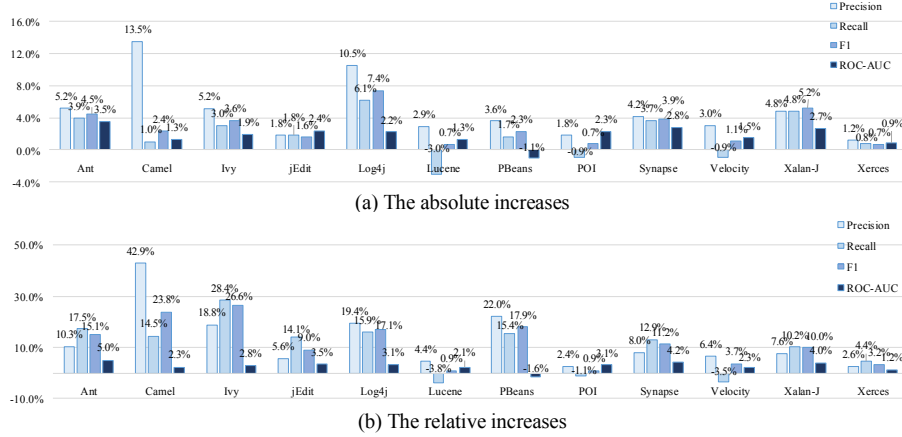 Precision
16.0%
13.5%
Recall
12.0%
10.5%
F1
ROC-AUC
8.0%
7.4%
6.1%
5.2% 3.9% 4.5% 3.5%
1.0% 2.4% 1.3%
5.2% 3.0% 3.6% 1.9%
1.8% 1.8% 1.6% 2.4%
2.2%
2.9% -3.0% 0.7% 1.3%
3.6% 1.7% 2.3% -1.1%
1.8% -0.9% 0.7% 2.3%
4.2% 3.7% 3.9% 2.8%
3.0% -0.9% 1.1% 1.5%
4.8% 4.8% 5.2% 2.7%
1.2% 0.8% 0.7% 0.9%
4.0%
0.0%
Ant Camel Ivy jEdit Log4j Lucene PBeans POI Synapse Velocity Xalan-J Xerces
-4.0%
(a) The absolute increases
Precision
50.0%
42.9%
Recall
F1
ROC-AUC
30.0%
10.3% 17.5% 15.1% 5.0%
14.5% 23.8% 2.3%
18.8% 28.4% 26.6% 2.8%
5.6% 14.1% 9.0% 3.5%
19.4% 15.9% 17.1% 3.1%
4.4% -3.8% 0.9% 2.1%
22.0% 15.4% 17.9% -1.6%
2.4% -1.1% 0.9% 3.1%
8.0% 12.9% 11.2% 4.2%
6.4% -3.5% 3.7% 2.3%
7.6% 10.2% 10.0% 4.0%
2.6% 4.4% 3.2% 1.2%
10.0%
Ant Camel Ivy jEdit Log4j Lucene PBeans POI Synapse Velocity Xalan-J Xerces
-10.0%
(b) The relative increases